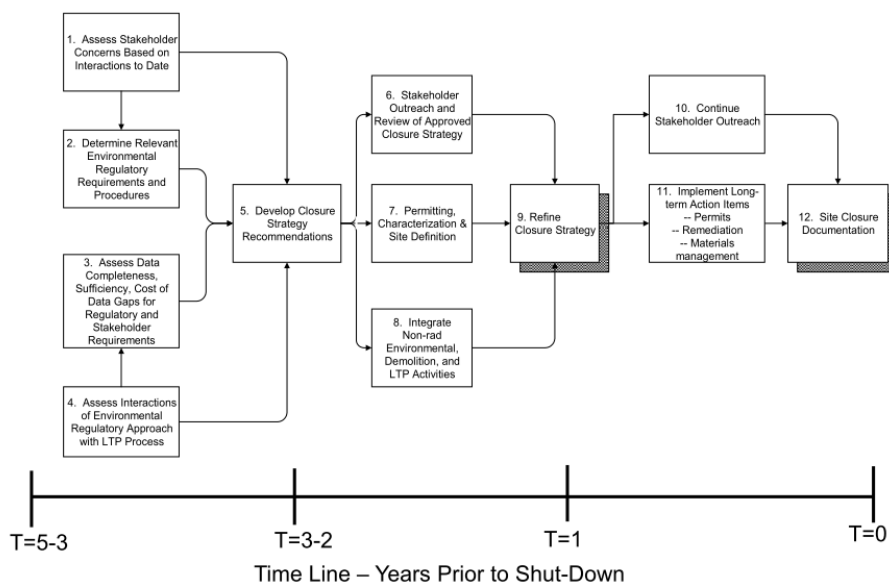 1. Assess Stakeholder
Concerns Based on
Interactions to Date
2. Determine Relevant
Environmental
Regulatory
Requirements and
Procedures
3. Assess Data
Completeness,
Sufficiency, Cost
of Data Gaps for
Regulatory and
Stakeholder
Requirements
4. Assess Interactions
of Environmental
Regulatory Approach
with LTP Process
5. Develop Closure
Strategy
Recommendations
6. Stakeholder
Outreach and
Review of Approved
Closure Strategy
7. Permitting,
Characterization &
Site Definition
8. Integrate
Non-rad
Environmental,
Demolition, and
LTP Activities
9. Refine
Closure Strategy
10. Continue
Stakeholder Outreach
11. Implement Long-
term Action Items
-- Permits
-- Remediation
-- Materials
management
12. Site Closure
Documentation
T=5-3
T=3-2
T=1
T=0
Time Line – Years Prior to Shut-Down